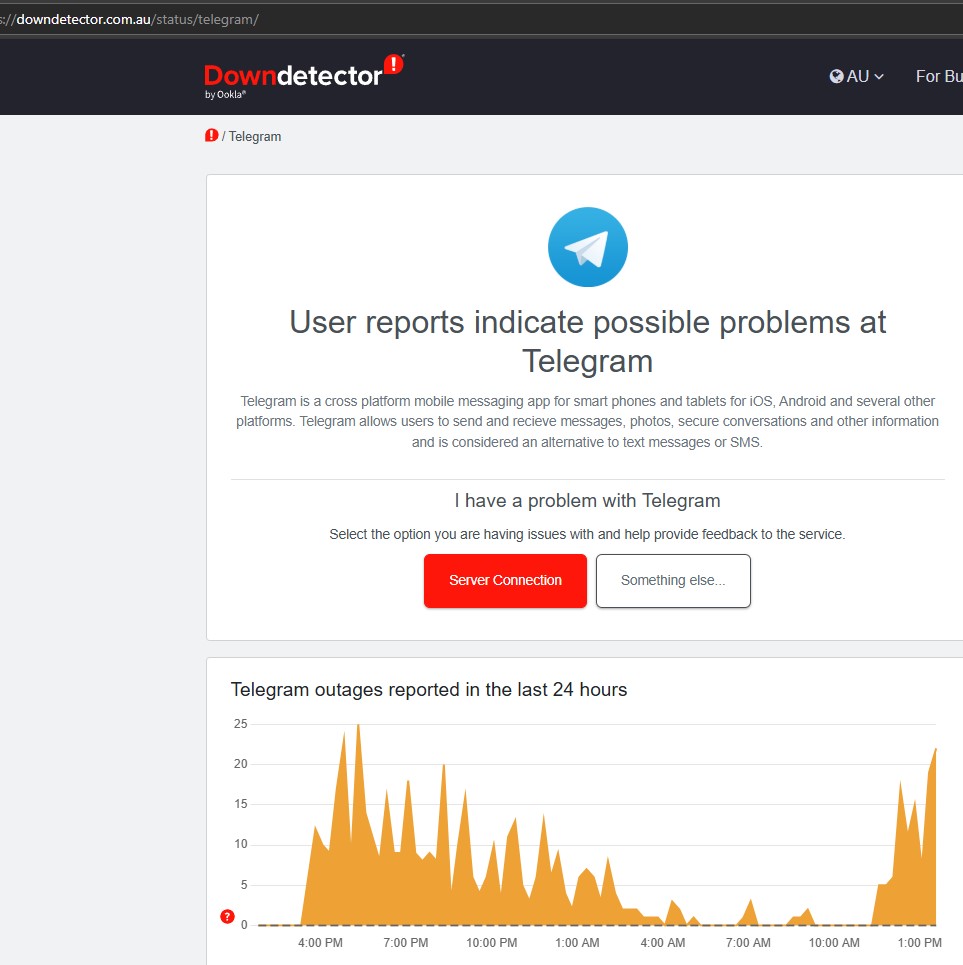 s://downdetector.com.au/status/telegram/
Downdetector!
by Ookla®
AU
For Bu
! / Telegram
User reports indicate possible problems at
Telegram
Telegram is a cross platform mobile messaging app for smart phones and tablets for iOS, Android and several other
platforms. Telegram allows users to send and recieve messages, photos, secure conversations and other information
and is considered an alternative to text messages or SMS.
I have a problem with Telegram
Select the option you are having issues with and help provide feedback to the service.
Server Connection
Something else...
Telegram outages reported in the last 24 hours
25
20
15
10
5
? 0
4:00 PM 7:00 PM 10:00 PM 1:00 AM 4:00 AM 7:00 AM 10:00 AM 1:00 PM